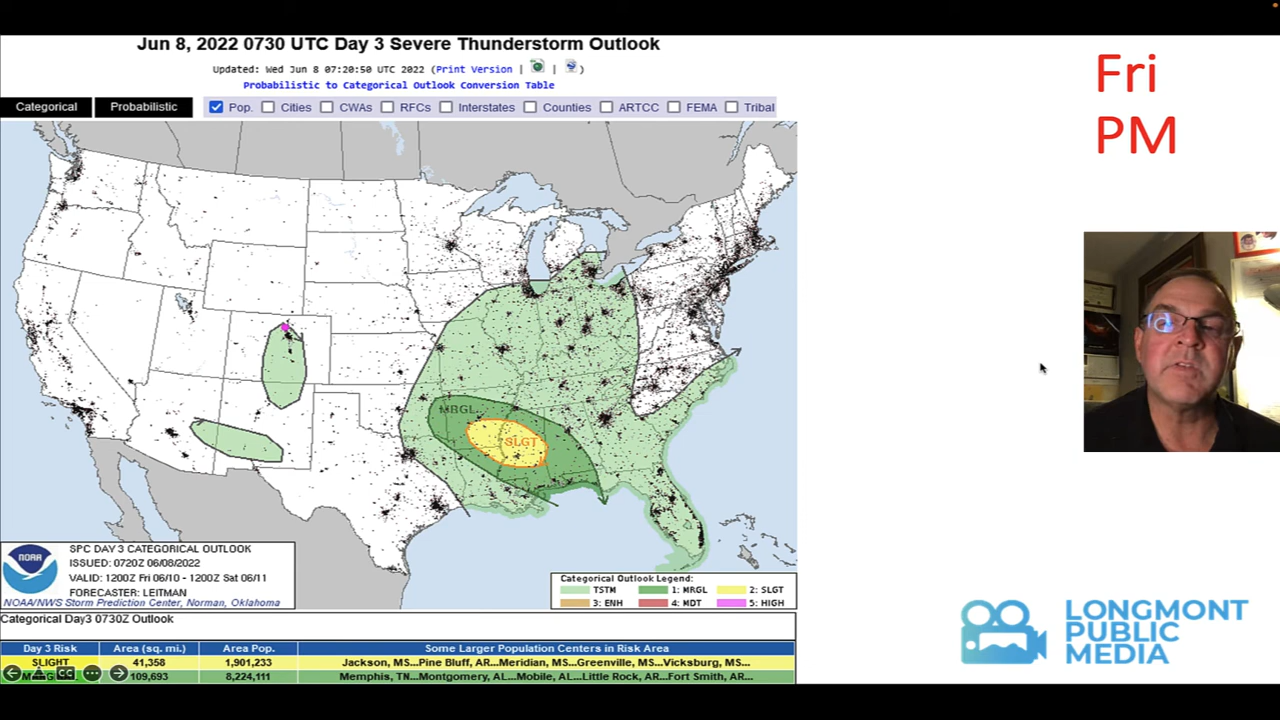 Jun 8, 2022 0730 UTC Day 3 Severe Thunderstorm Outlook
Updated: Wed Jun 8 07:20:50 UTC 2022 (Print Version | | )
Probabilistic to Categorical Outlook Conversion Table
Categorical Probabilistic Pop. Cities CWAs RFCs Interstates Counties ARTCC FEMA Tribal
Fri
PM
MRGL
SLGT
NOAA
SPC DAY 3 CATEGORICAL OUTLOOK
ISSUED: 0720Z 06/08/2022
VALID: 1200Z Fri 06/10 - 1200Z Sat 06/11
FORECASTER: LEITMAN
NOAA/NWS Storm Prediction Center, Norman, Oklahoma
Categorical Outlook Legend:
TSTM 1: MRGL 2: SLGT
3: ENH 4: MDT 5: HIGH
Categorical Day3 0730Z Outlook
Day 3 Risk Area (sq. mi.) Area Pop. Some Larger Population Centers in Risk Area
SLIGHT 41,358 1,901,233 Jackson, MS...Pine Bluff, AR...Meridian, MS...Greenville, MS...Vicksburg, MS...
109,693 8,224,111 Memphis, TN...Montgomery, AL...Mobile, AL...Little Rock, AR...Fort Smith, AR...
LONGMONT
PUBLIC
MEDIA